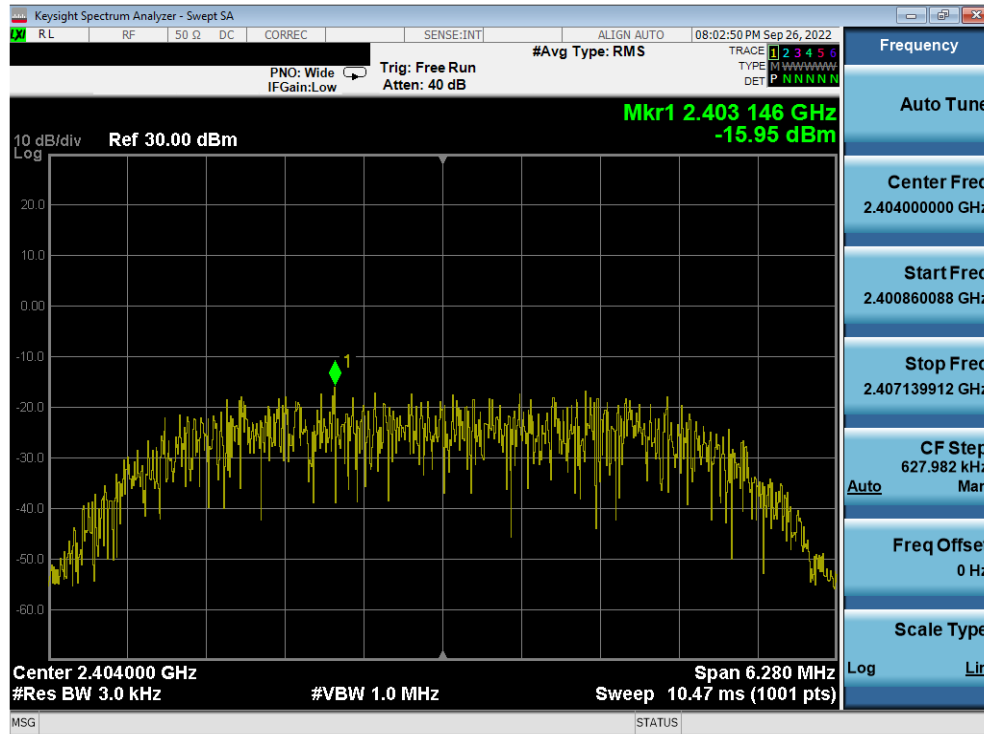 Keysight Spectrum Analyzer - Swept SA
LXI RL RF 50 Ω DC CORREC SENSE:INT ALIGN AUTO 08:02:50 PM Sep 26, 2022
#Avg Type: RMS TRACE 1 2 3 4 5 6
PNO: Wide Trig: Free Run TYPE M WWWWW
IFGain:Low Atten: 40 dB DET P N N N N N
Mkr1 2.403 146 GHz
-15.95 dBm
10 dB/div Ref 30.00 dBm
Log
20.0
10.0
0.00
-10.0
1
-20.0
-30.0
-40.0
-50.0
-60.0
Center 2.404000 GHz Span 6.280 MHz
#Res BW 3.0 kHz #VBW 1.0 MHz Sweep 10.47 ms (1001 pts)
MSG STATUS
Frequency
Auto Tune
Center Freq
2.404000000 GHz
Start Freq
2.400860088 GHz
Stop Freq
2.407139912 GHz
CF Step
627.982 kHz
Auto Man
Freq Offset
0 Hz
Scale Type
Log Lin